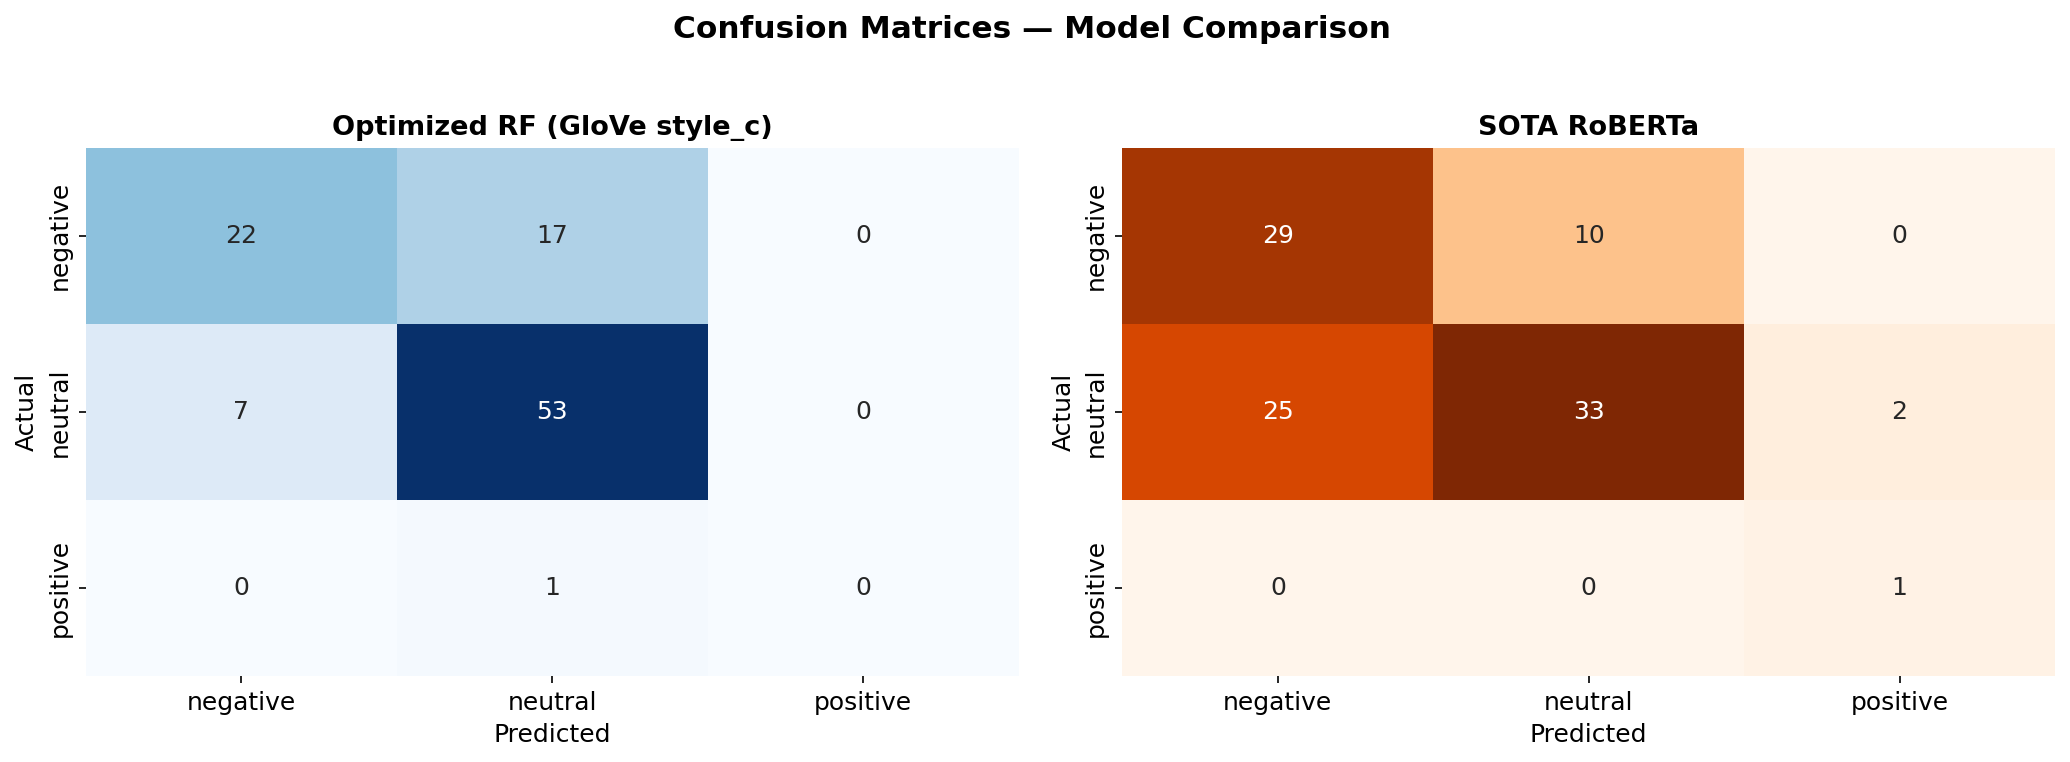 Confusion Matrices — Model Comparison
Optimized RF (GloVe style_c)
Actual
negative
22
17
0
neutral
7
53
0
positive
0
1
0
negative
neutral
positive
Predicted
SOTA RoBERTa
Actual
negative
29
10
0
neutral
25
33
2
positive
0
0
1
negative
neutral
positive
Predicted